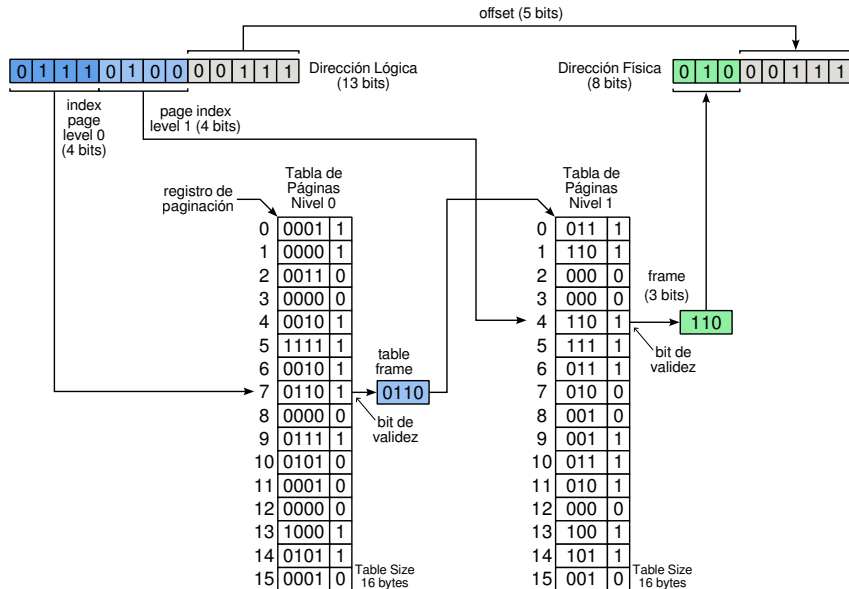 offset (5 bits)
0 1 1 1 0 1 0 0 0 0 1 1 1
Dirección Lógica
(13 bits)
Dirección Física
(8 bits)
0 1 0 0 0 1 1 1
index
page
level 0
(4 bits)
page index
level 1 (4 bits)
registro de
paginación
Tabla de
Páginas
Nivel 0
0 0001 1
1 0000 1
2 0011 0
3 0000 0
4 0010 1
5 1111 1
6 0010 1
7 0110 1
8 0000 0
9 0111 1
10 0101 0
11 0001 0
12 0000 0
13 1000 1
14 0101 1
15 0001 0
Table Size
16 bytes
table
frame
0110
bit de
validez
Tabla de
Páginas
Nivel 1
0 011 1
1 110 1
2 000 0
3 000 0
4 110 1
5 111 1
6 011 1
7 010 0
8 001 0
9 001 1
10 011 1
11 010 1
12 000 0
13 100 1
14 101 1
15 001 0
Table Size
16 bytes
frame
(3 bits)
110
bit de
validez